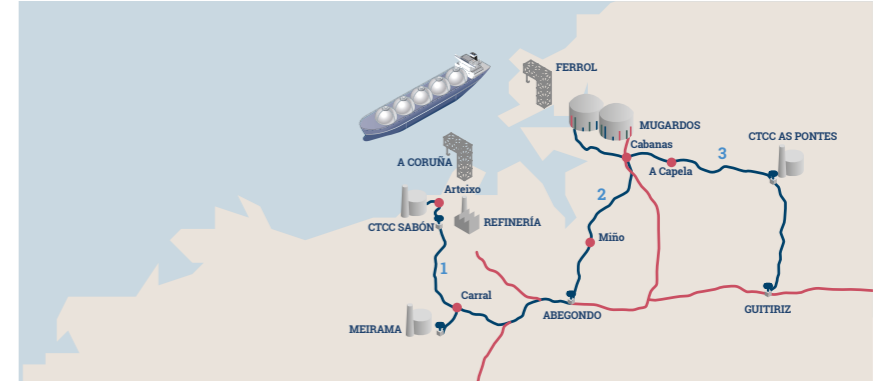 FERROL
MUGARDOS
CTCC AS PONTES
Cabanas
3
A CORUÑA
A Capela
Arteixo
2
CTCC SABÓN
REFINERÍA
Miño
1
Carral
MEIRAMA
ABEGONDO
GUITIRIZ